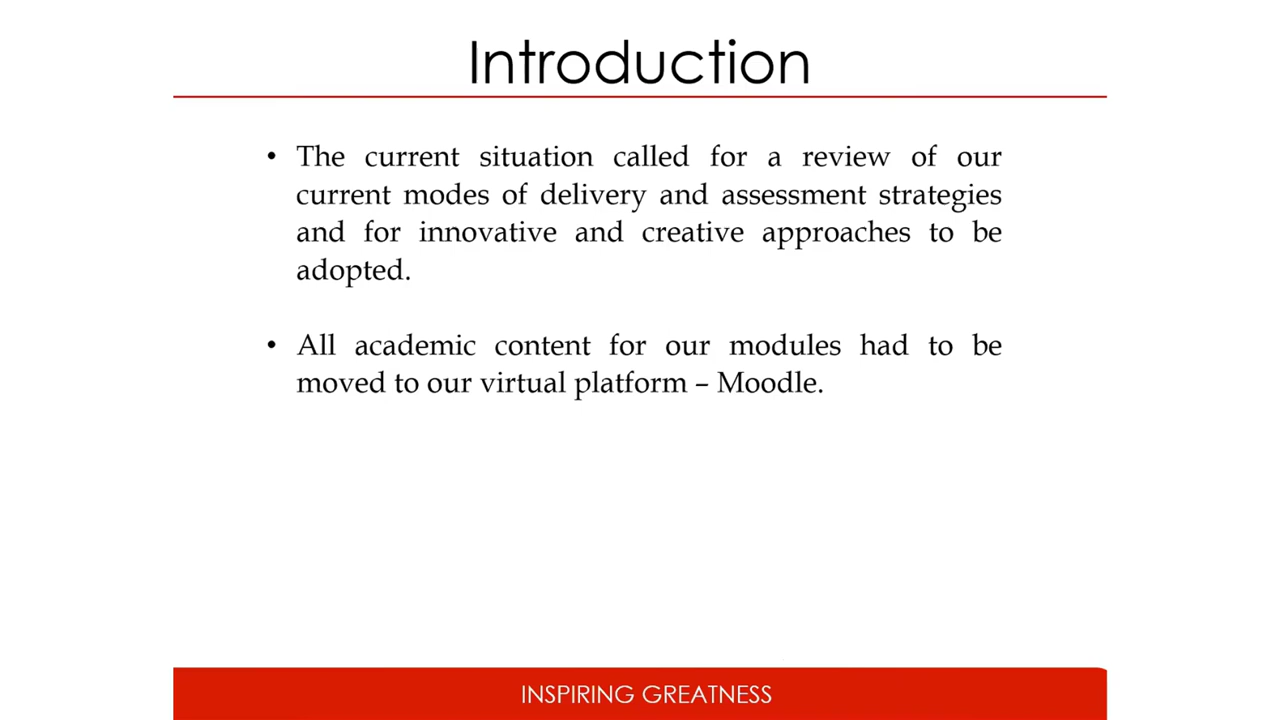 Introduction
• The current situation called for a review of our
current modes of delivery and assessment strategies
and for innovative and creative approaches to be
adopted.
• All academic content for our modules had to be
moved to our virtual platform – Moodle.
INSPIRING GREATNESS